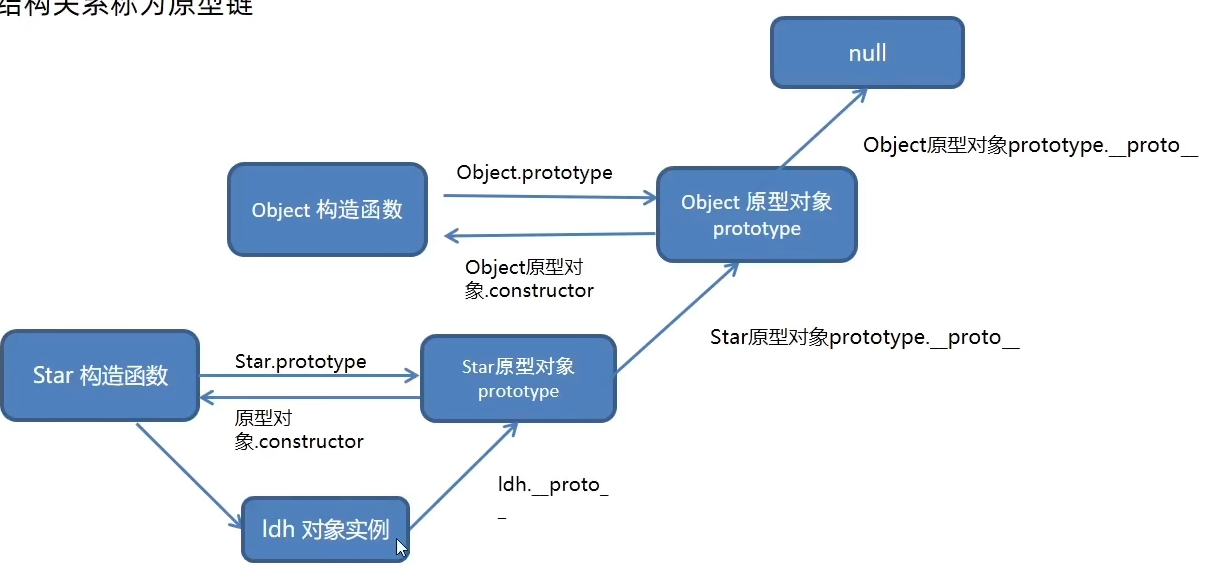 结构关系称为原型链
null
Object原型对象prototype.__proto__
Object.prototype
Object 构造函数
Object 原型对象
prototype
Object原型对
象.constructor
Star原型对象prototype.__proto__
Star.prototype
Star 构造函数
Star原型对象
prototype
原型对
象.constructor
ldh.__proto_
_
ldh 对象实例